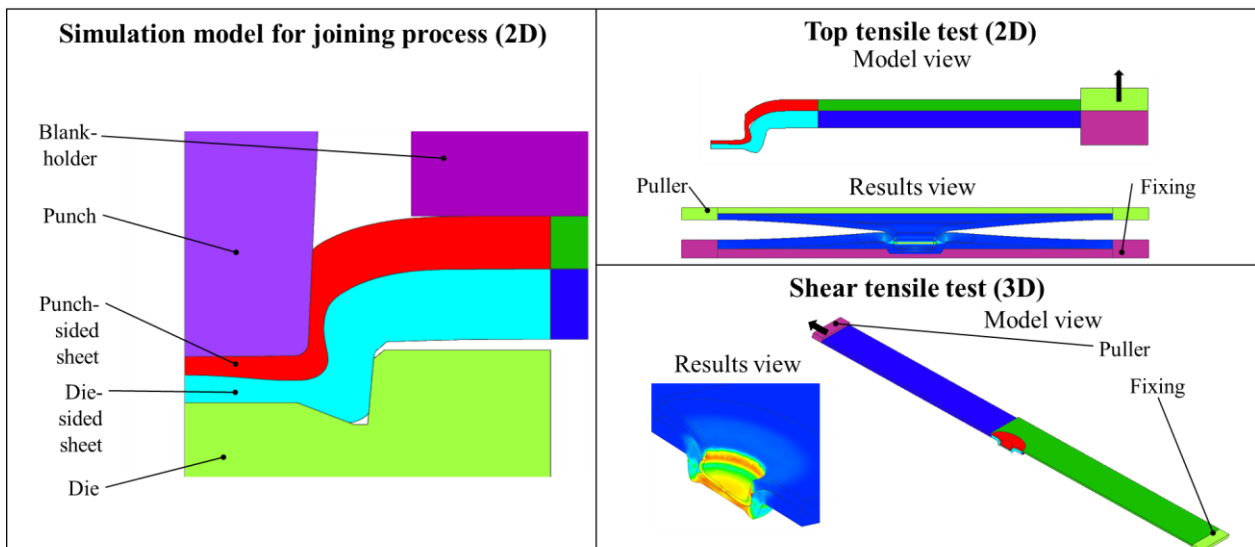 Simulation model for joining process (2D)
Blank-
holder
Punch
Punch-
sided
sheet
Die-
sided
sheet
Die
Top tensile test (2D)
Model view
Results view
Puller
Fixing
Shear tensile test (3D)
Model view
Puller
Results view
Fixing